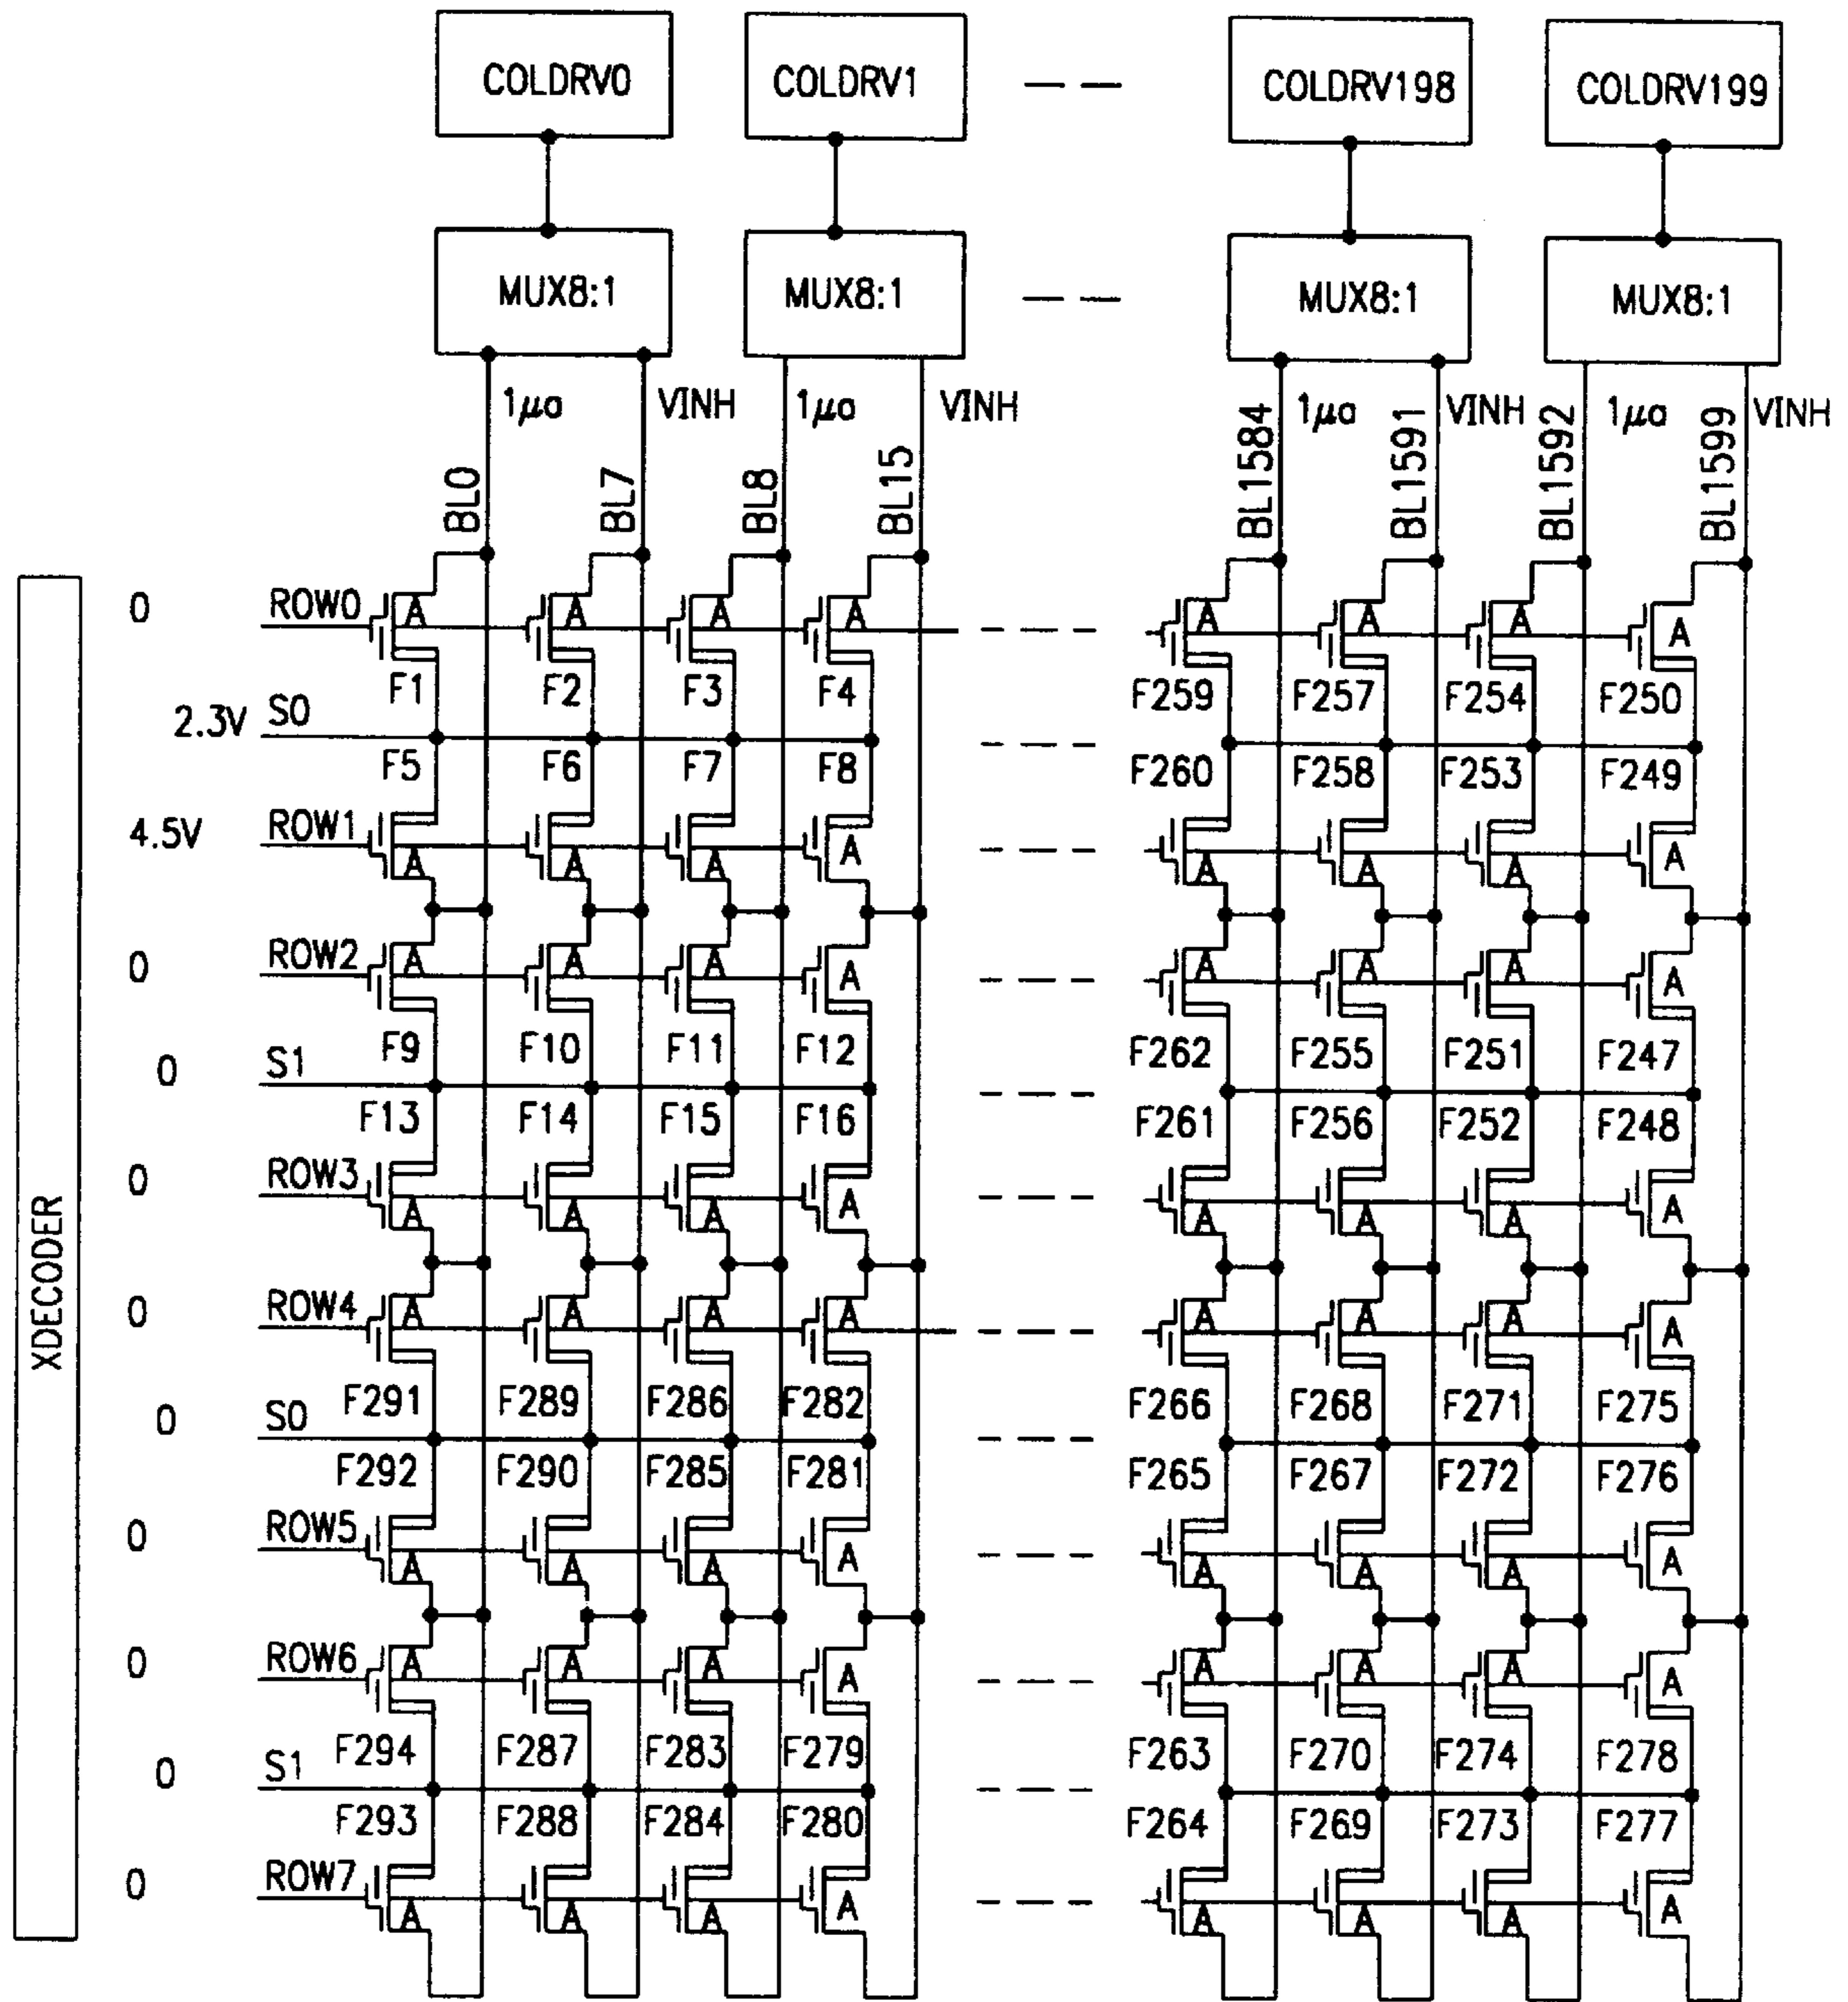 COLDRV0 COLDRV1 COLDRV198 COLDRV199
MUX8:1 MUX8:1 MUX8:1 MUX8:1
1μa VINH 1μa VINH 1μa VINH 1μa VINH
BL0 BL7 BL8 BL15 BL1584 BL1591 BL1592 BL1599
XDECODER
0 ROW0 A A A A A A A A
F1 F2 F3 F4 F259 F257 F254 F250
2.3V S0
F5 F6 F7 F8 F260 F258 F253 F249
4.5V ROW1 A A A A A A A A
0 ROW2 A A A A A A A A
F9 F10 F11 F12 F262 F255 F251 F247
0 S1
F13 F14 F15 F16 F261 F256 F252 F248
0 ROW3 A A A A A A A A
0 ROW4 A A A A A A A A
F291 F289 F286 F282 F266 F268 F271 F275
0 S0
F292 F290 F285 F281 F265 F267 F272 F276
0 ROW5 A A A A A A A A
0 ROW6 A A A A A A A A
F294 F287 F283 F279 F263 F270 F274 F278
0 S1
F293 F288 F284 F280 F264 F269 F273 F277
0 ROW7 A A A A A A A A